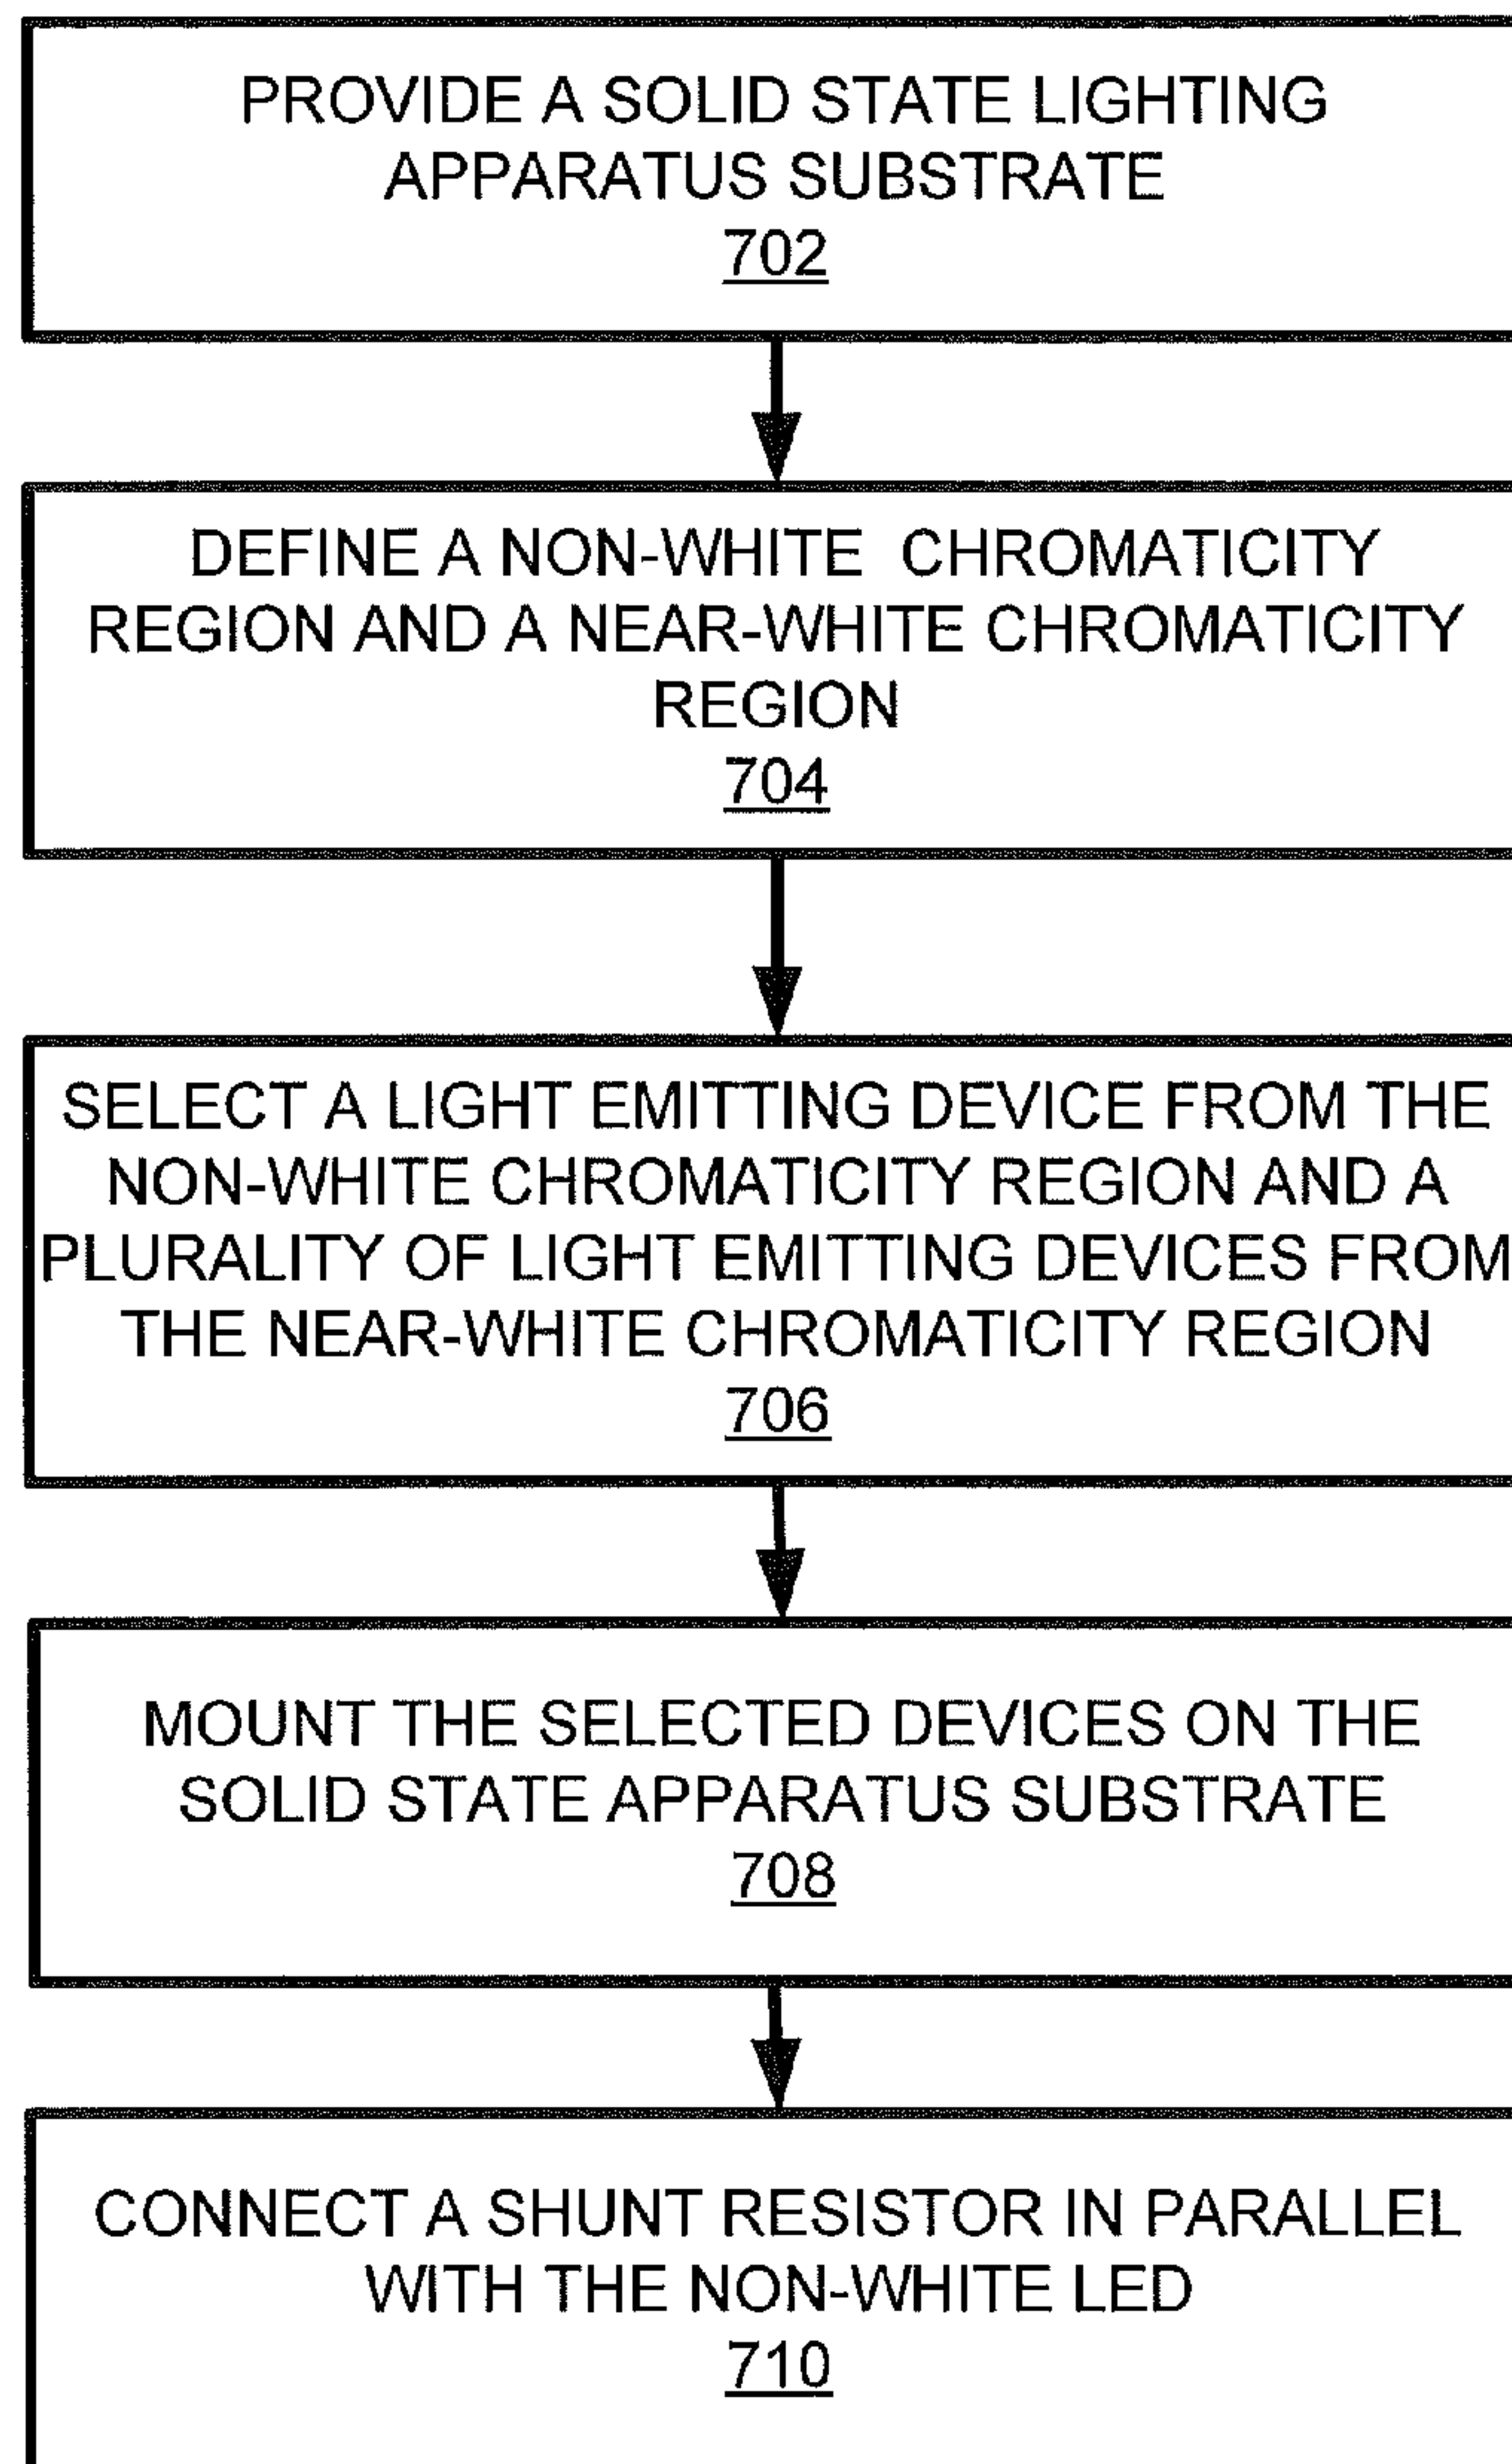 PROVIDE A SOLID STATE LIGHTING
APPARATUS SUBSTRATE
702
DEFINE A NON-WHITE CHROMATICITY
REGION AND A NEAR-WHITE CHROMATICITY
REGION
704
SELECT A LIGHT EMITTING DEVICE FROM THE
NON-WHITE CHROMATICITY REGION AND A
PLURALITY OF LIGHT EMITTING DEVICES FROM
THE NEAR-WHITE CHROMATICITY REGION
706
MOUNT THE SELECTED DEVICES ON THE
SOLID STATE APPARATUS SUBSTRATE
708
CONNECT A SHUNT RESISTOR IN PARALLEL
WITH THE NON-WHITE LED
710